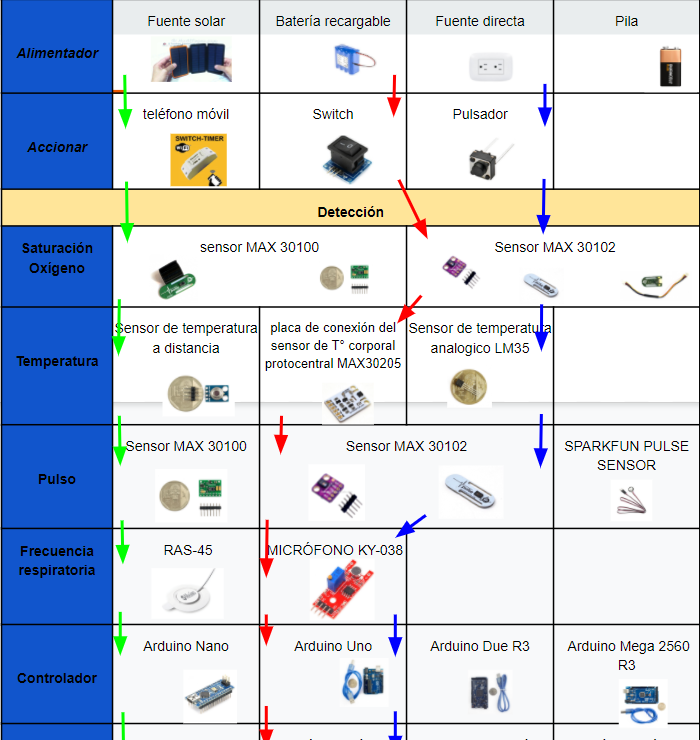 Fuente solar
Batería recargable
Fuente directa
Pila
Alimentador
teléfono móvil
Switch
Pulsador
SWITCH-TIMER
WiFi
Accionar
Detección
Saturación
Oxigeno
sensor MAX 30100
Sensor MAX 30102
Temperatura
Sensor de temperatura
a distancia
placa de conexión del
sensor de T° corporal
protocentral MAX30205
Sensor de temperatura
analogico LM35
Pulso
Sensor MAX 30100
Sensor MAX 30102
SPARKFUN PULSE
SENSOR
Frecuencia
respiratoria
RAS-45
MICRÓFONO KY-038
Controlador
Arduino Nano
Arduino Uno
Arduino Due R3
Arduino Mega 2560
R3